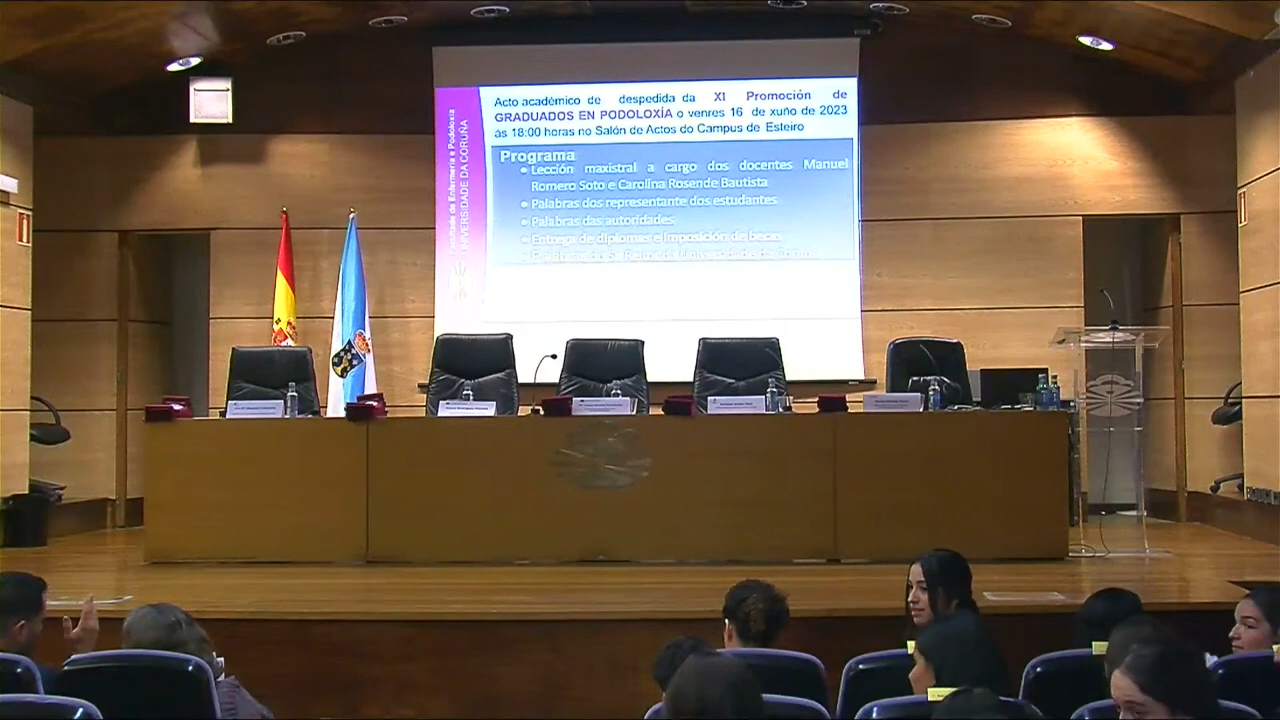 Acto académico de despedida da XI Promoción de
GRADUADOS EN PODOLOXÍA o venres 16 de xuño de 2023
ás 18:00 horas no Salón de Actos do Campus de Esteiro
Programa
Lección maxistral a cargo dos docentes Manuel
Romero Soto e Carolina Rosende Bautista
Palabras dos representante dos estudantes
Palabras das autoridades
Entrega de diplomas e imposición de becas
Facultade de Enfermería e Podoloxía
UNIVERSIDADE DA CORUÑA